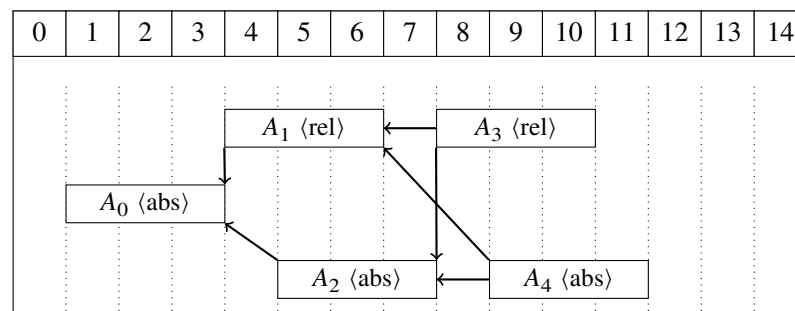 0 1 2 3 4 5 6 7 8 9 10 11 12 13 14
A₁ ⟨rel⟩ A₃ ⟨rel⟩
A₀ ⟨abs⟩
A₂ ⟨abs⟩ A₄ ⟨abs⟩